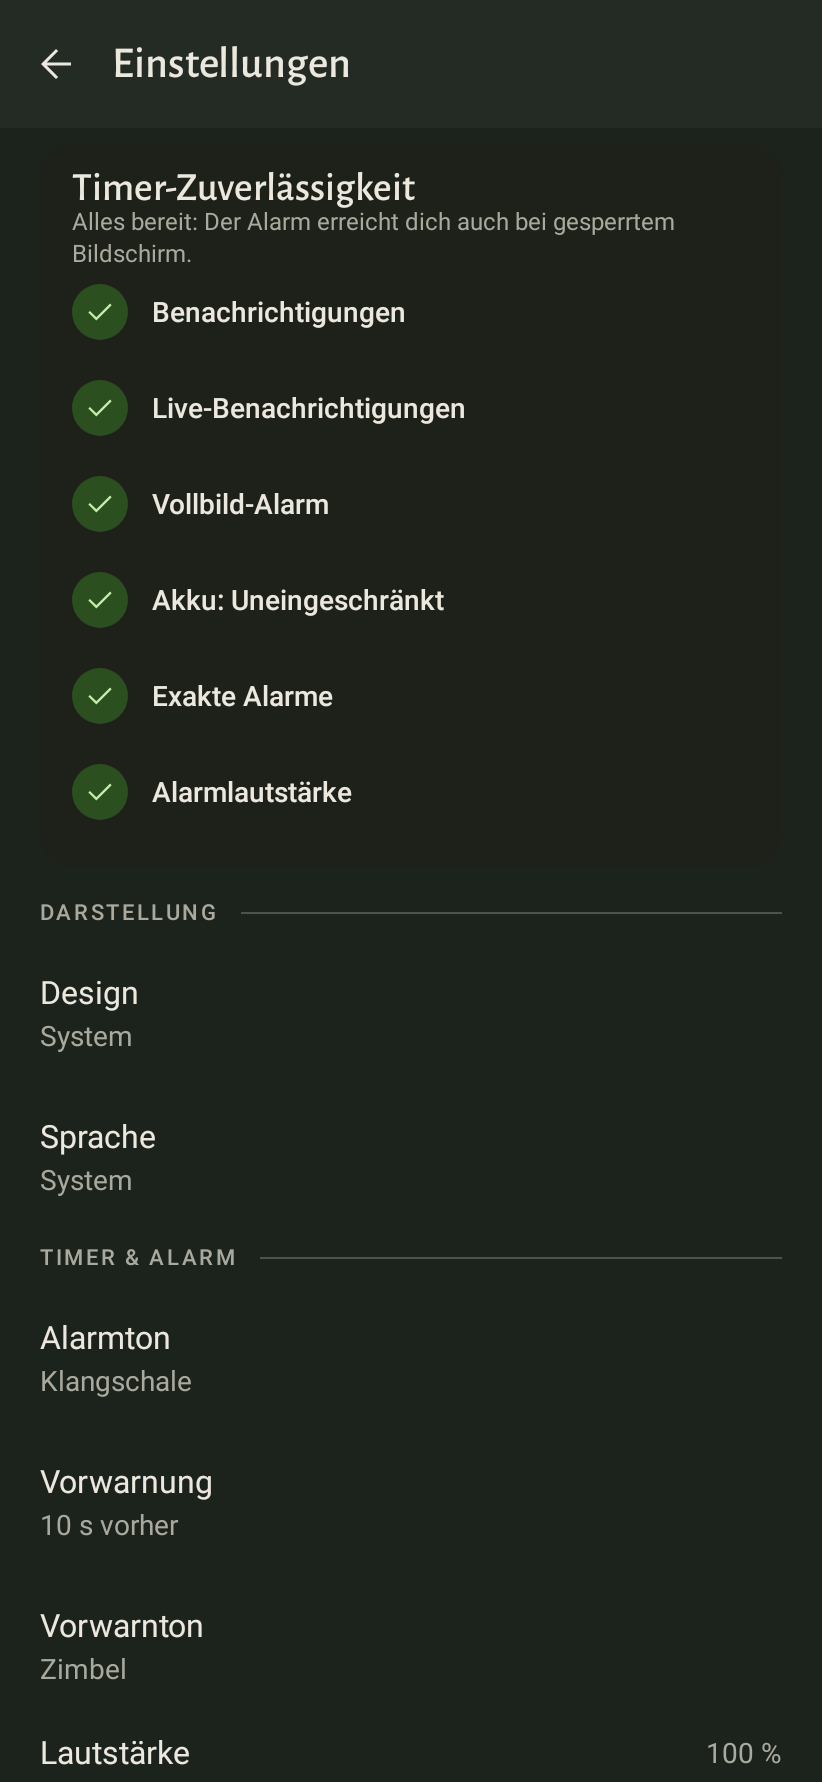 Einstellungen
Timer-Zuverlässigkeit
Alles bereit: Der Alarm erreicht dich auch bei gesperrtem
Bildschirm.
Benachrichtigungen
Live-Benachrichtigungen
Vollbild-Alarm
Akku: Uneingeschränkt
Exakte Alarme
Alarmlautstärke
DARSTELLUNG
Design
System
Sprache
System
TIMER & ALARM
Alarmton
Klangschale
Vorwarnung
10 s vorher
Vorwarnton
Zimbel
Lautstärke 100 %